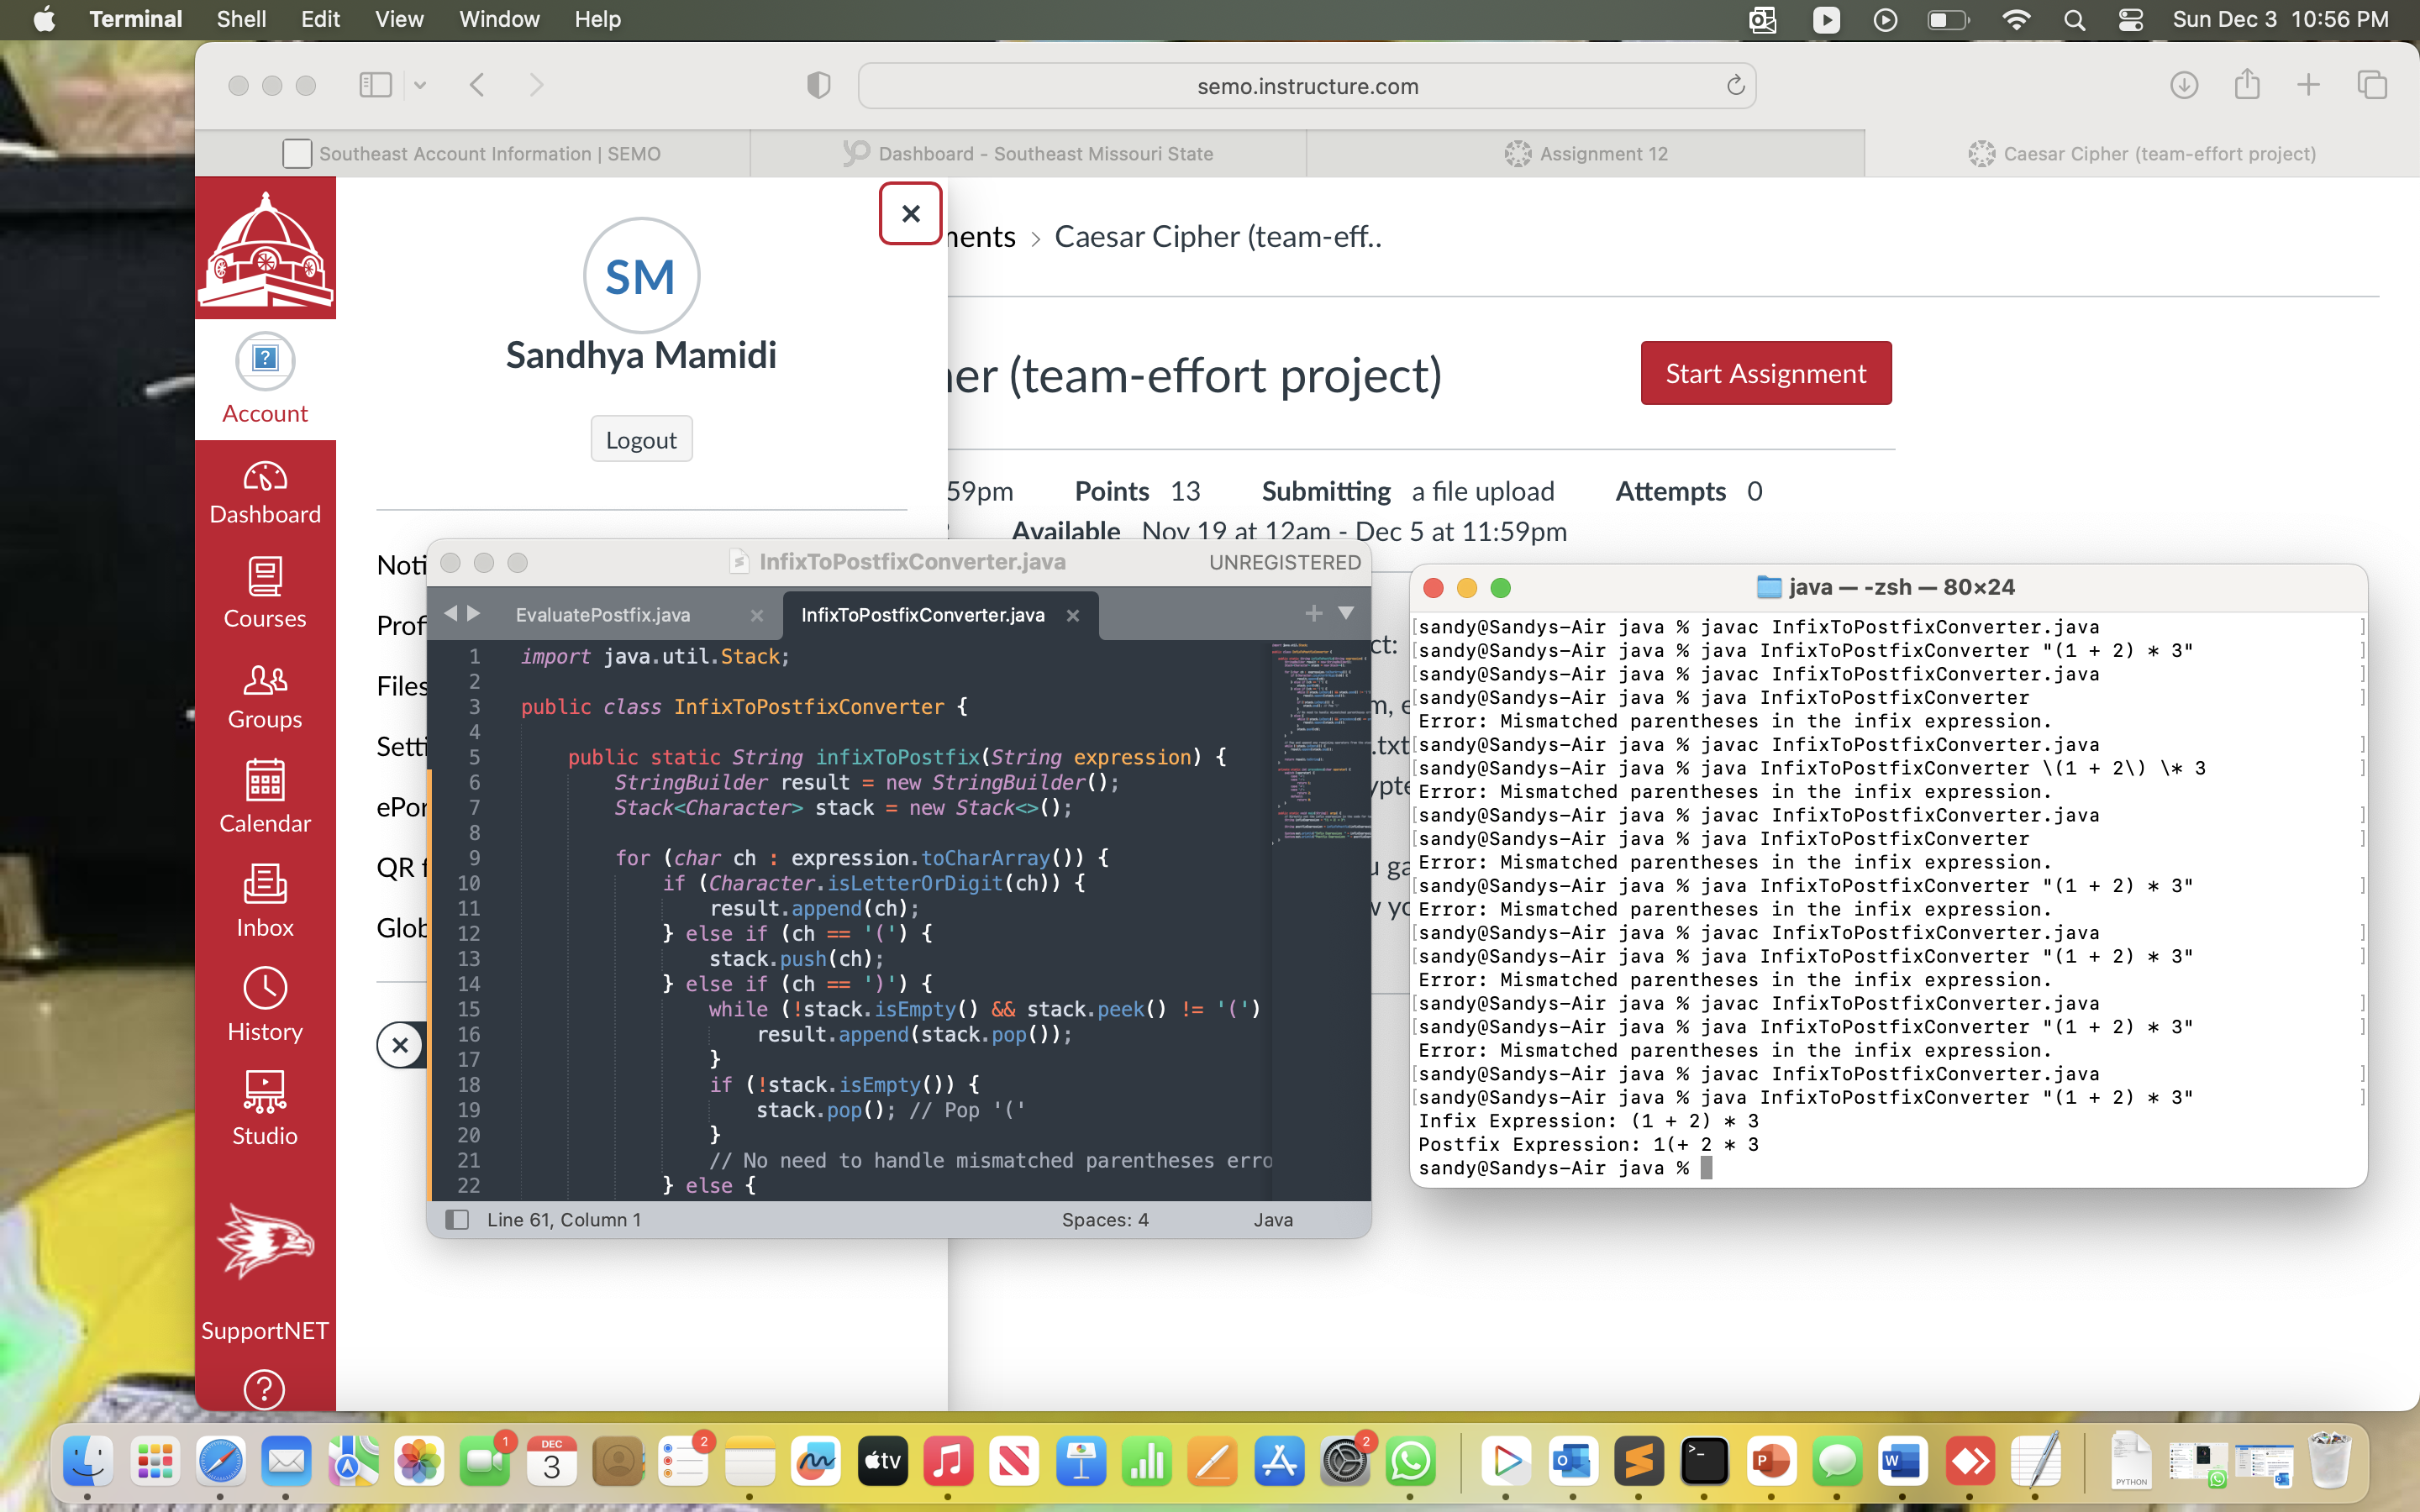 Terminal Shell Edit View Window Help Sun Dec 3 10:56 PM
semo.instructure.com
Southeast Account Information | SEMO Dashboard - Southeast Missouri State Assignment 12 Caesar Cipher (team-effort project)
SM
Sandhya Mamidi
Logout
Account
Dashboard
Courses
Groups
Calendar
Inbox
History
Studio
SupportNET
Noti
Prof
Files
Setti
ePor
QR f
Glob
nents > Caesar Cipher (team-eff..
ner (team-effort project)
Start Assignment
59pm Points 13 Submitting a file upload Attempts 0
Available Nov 19 at 12am - Dec 5 at 11:59pm
ct:
m, e
.txt
ypte
u ga
w yo
InfixToPostfixConverter.java UNREGISTERED
EvaluatePostfix.java InfixToPostfixConverter.java
1 import java.util.Stack;
2
3 public class InfixToPostfixConverter {
4
5 public static String infixToPostfix(String expression) {
6 StringBuilder result = new StringBuilder();
7 Stack<Character> stack = new Stack<>();
8
9 for (char ch : expression.toCharArray()) {
10 if (Character.isLetterOrDigit(ch)) {
11 result.append(ch);
12 } else if (ch == '(') {
13 stack.push(ch);
14 } else if (ch == ')') {
15 while (!stack.isEmpty() && stack.peek() != '(')
16 result.append(stack.pop());
17 }
18 if (!stack.isEmpty()) {
19 stack.pop(); // Pop '('
20 }
21 // No need to handle mismatched parentheses erro
22 } else {
Line 61, Column 1 Spaces: 4 Java
java — -zsh — 80×24
[sandy@Sandys-Air java % javac InfixToPostfixConverter.java ]
[sandy@Sandys-Air java % java InfixToPostfixConverter "(1 + 2) * 3" ]
[sandy@Sandys-Air java % javac InfixToPostfixConverter.java ]
[sandy@Sandys-Air java % java InfixToPostfixConverter ]
Error: Mismatched parentheses in the infix expression.
[sandy@Sandys-Air java % javac InfixToPostfixConverter.java ]
[sandy@Sandys-Air java % java InfixToPostfixConverter \(1 + 2\) \* 3 ]
Error: Mismatched parentheses in the infix expression.
[sandy@Sandys-Air java % javac InfixToPostfixConverter.java ]
[sandy@Sandys-Air java % java InfixToPostfixConverter ]
Error: Mismatched parentheses in the infix expression.
[sandy@Sandys-Air java % java InfixToPostfixConverter "(1 + 2) * 3" ]
Error: Mismatched parentheses in the infix expression.
[sandy@Sandys-Air java % javac InfixToPostfixConverter.java ]
[sandy@Sandys-Air java % java InfixToPostfixConverter "(1 + 2) * 3" ]
Error: Mismatched parentheses in the infix expression.
[sandy@Sandys-Air java % javac InfixToPostfixConverter.java ]
[sandy@Sandys-Air java % java InfixToPostfixConverter "(1 + 2) * 3" ]
Error: Mismatched parentheses in the infix expression.
[sandy@Sandys-Air java % javac InfixToPostfixConverter.java ]
[sandy@Sandys-Air java % java InfixToPostfixConverter "(1 + 2) * 3" ]
Infix Expression: (1 + 2) * 3
Postfix Expression: 1(+ 2 * 3
sandy@Sandys-Air java %
1 DEC 3 2 tv 2 PYTHON